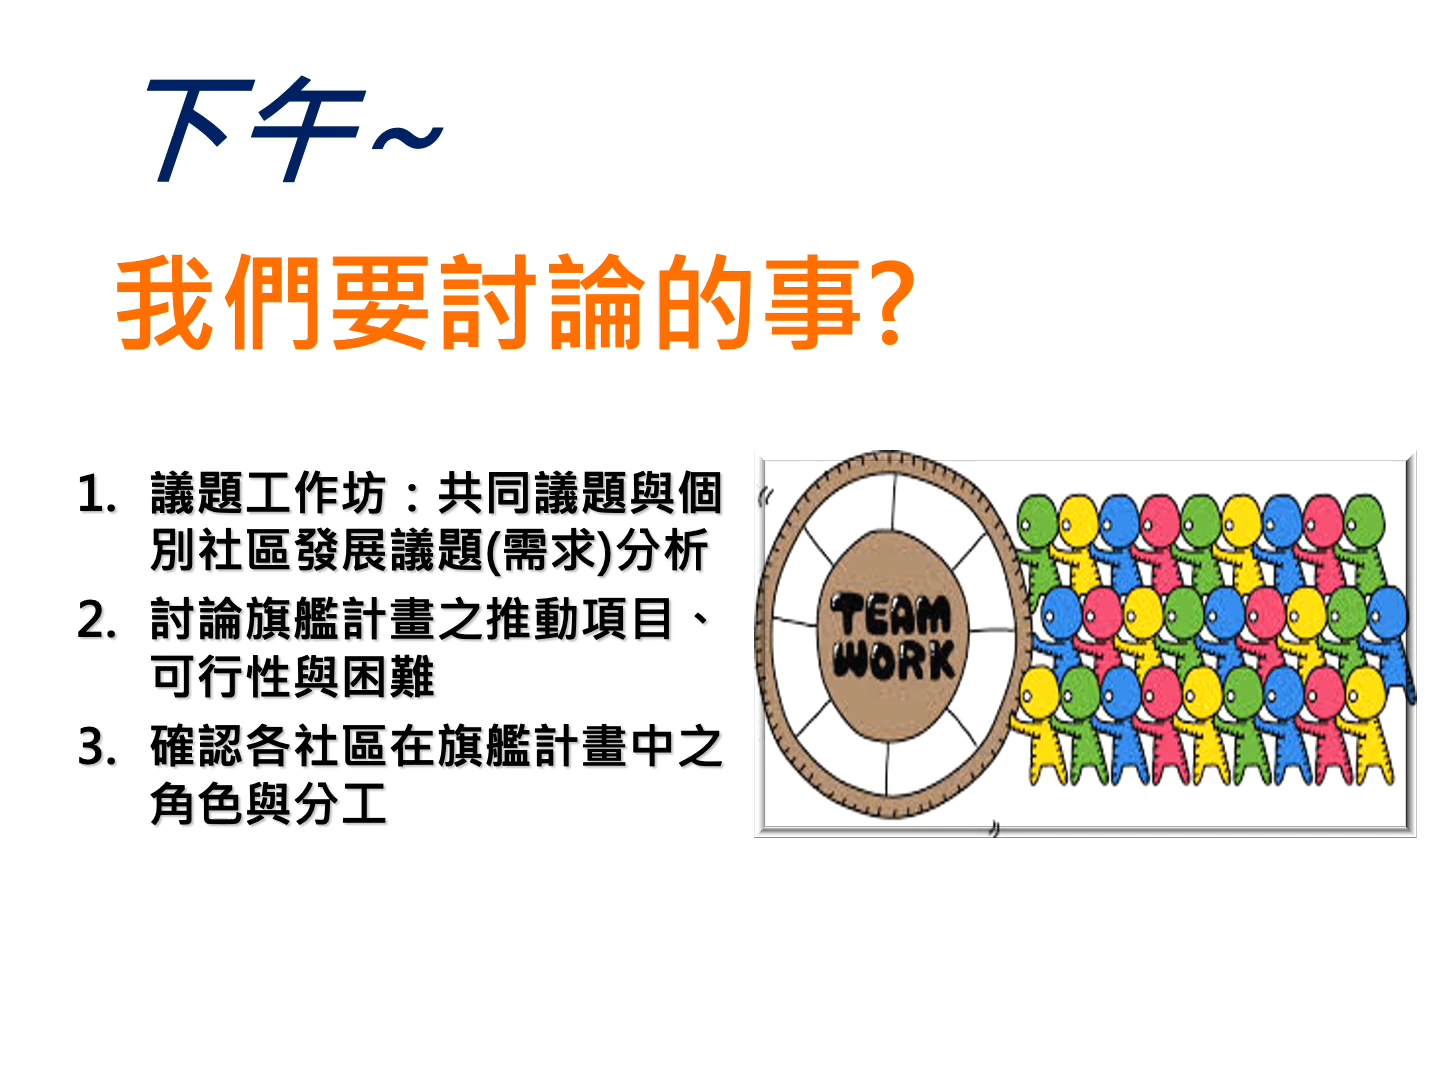 下午~
我們要討論的事?
1. 議題工作坊：共同議題與個
別社區發展議題(需求)分析
2. 討論旗艦計畫之推動項目、
可行性與困難
3. 確認各社區在旗艦計畫中之
角色與分工
TEAM
WORK